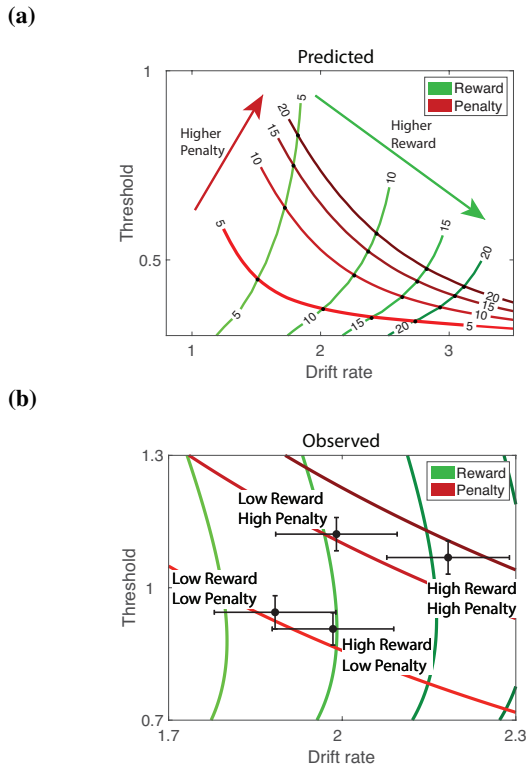 (a)
Predicted
1
0.5
Threshold
1
2
3
Drift rate
Reward
Penalty
Higher
Penalty
Higher
Reward
5
20
15
10
5
10
15
20
5
10
15
20
20
15
10
5
(b)
Observed
1.3
1
0.7
Threshold
1.7
2
2.3
Drift rate
Reward
Penalty
Low Reward
High Penalty
Low Reward
Low Penalty
High Reward
High Penalty
High Reward
Low Penalty